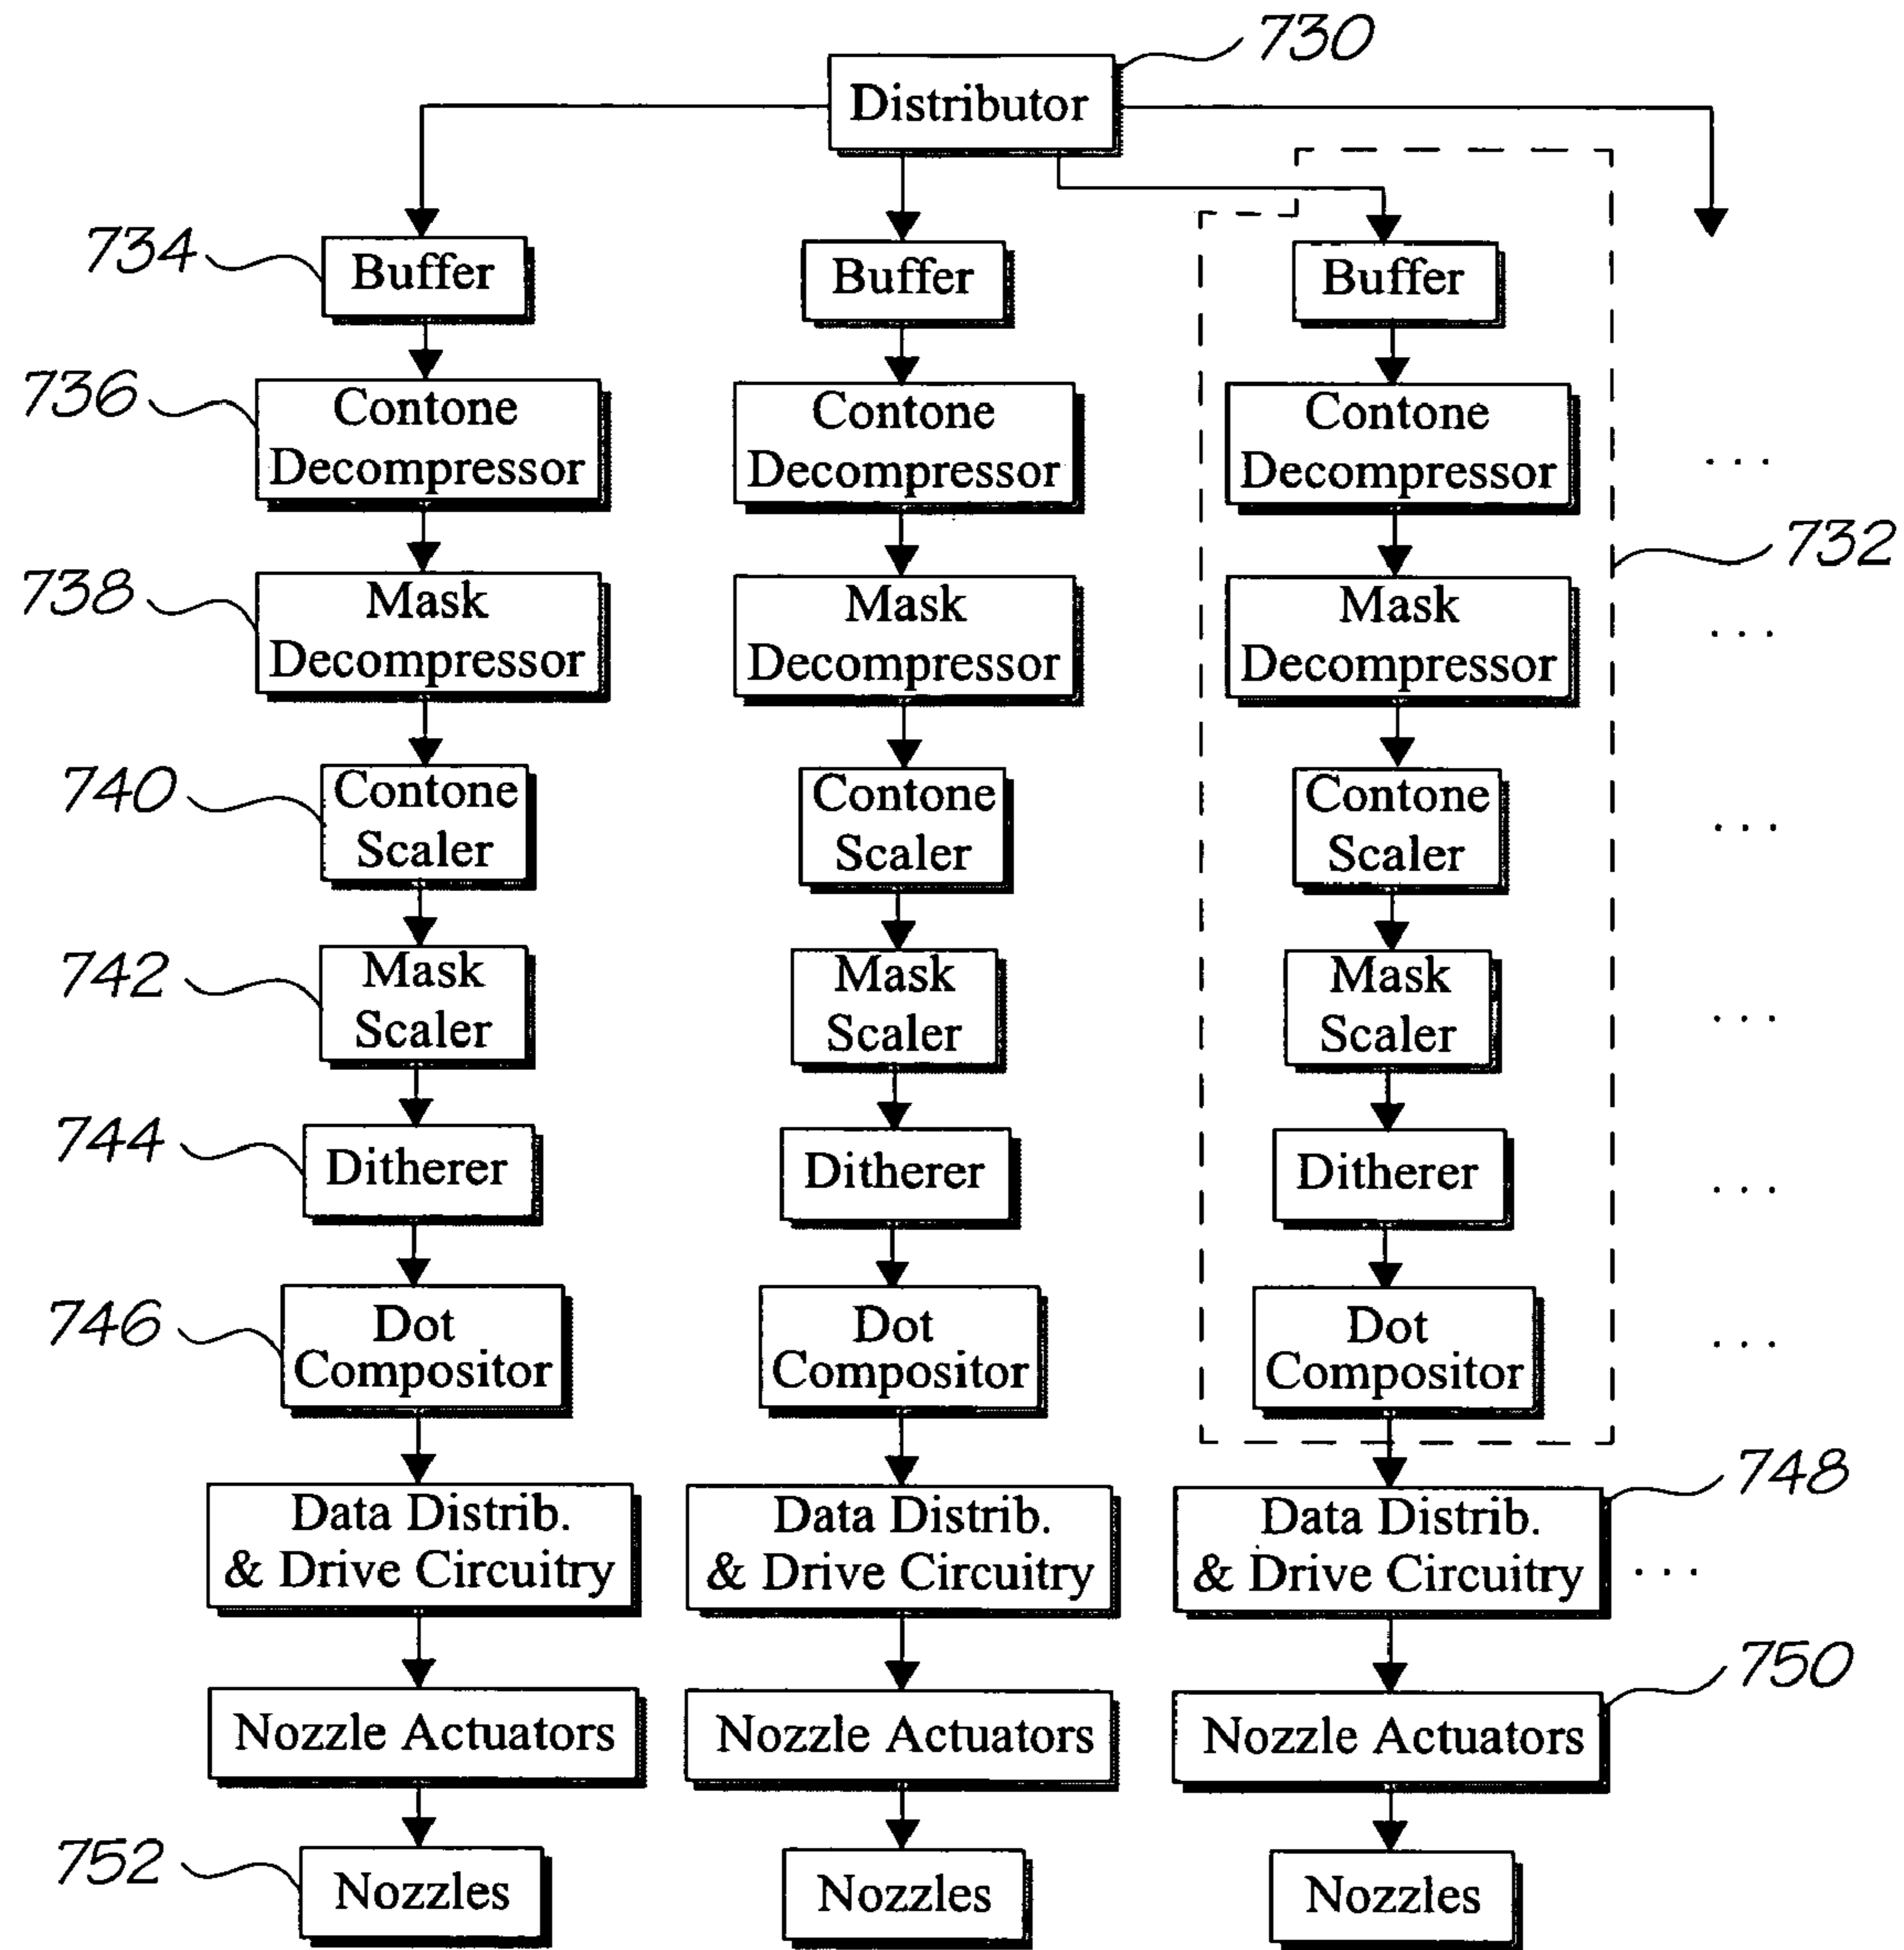 730
Distributor
734
Buffer
Buffer
Buffer
736
Contone
Decompressor
Contone
Decompressor
Contone
Decompressor
...
732
738
Mask
Decompressor
Mask
Decompressor
Mask
Decompressor
...
740
Contone
Scaler
Contone
Scaler
Contone
Scaler
...
742
Mask
Scaler
Mask
Scaler
Mask
Scaler
...
744
Ditherer
Ditherer
Ditherer
...
746
Dot
Compositor
Dot
Compositor
Dot
Compositor
...
748
Data Distrib.
& Drive Circuitry
Data Distrib.
& Drive Circuitry
Data Distrib.
& Drive Circuitry
...
750
Nozzle Actuators
Nozzle Actuators
Nozzle Actuators
752
Nozzles
Nozzles
Nozzles